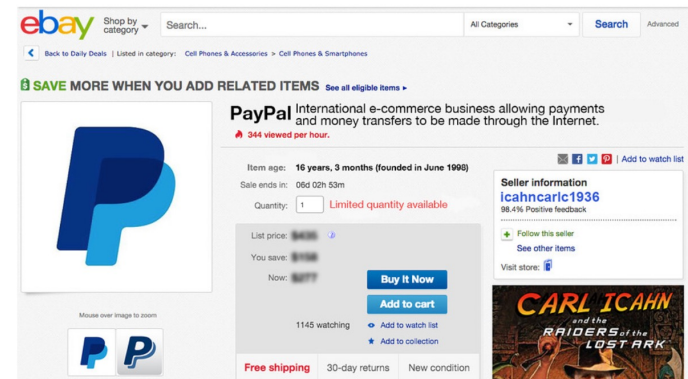 ebay
Shop by category
Search...
All Categories
Search
Advanced
Back to Daily Deals | Listed in category: Cell Phones & Accessories > Cell Phones & Smartphones
$ SAVE MORE WHEN YOU ADD RELATED ITEMS See all eligible items ▸
PayPal International e-commerce business allowing payments
and money transfers to be made through the Internet.
344 viewed per hour.
| Add to watch list
Item age: 16 years, 3 months (founded in June 1998)
Sale ends in: 06d 02h 53m
Quantity: 1 Limited quantity available
List price:
You save:
Now:
Buy It Now
Add to cart
1145 watching
Add to watch list
Add to collection
Free shipping
30-day returns
New condition
Mouse over image to zoom
Seller information
icahncarlc1936
98.4% Positive feedback
Follow this seller
See other items
Visit store:
CARL ICAHN
and the
RAIDERS of the
LOST ARK